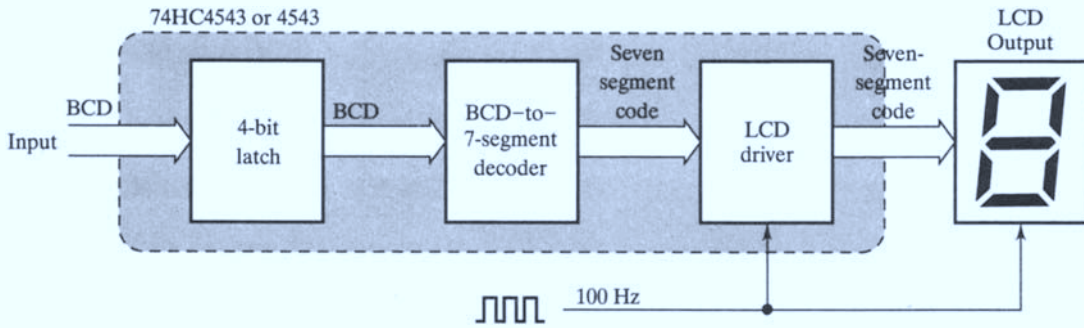 74HC4543 or 4543
LCD
Output
Input
BCD
4-bit
latch
BCD
BCD-to-
7-segment
decoder
Seven
segment
code
LCD
driver
Seven-
segment
code
100 Hz